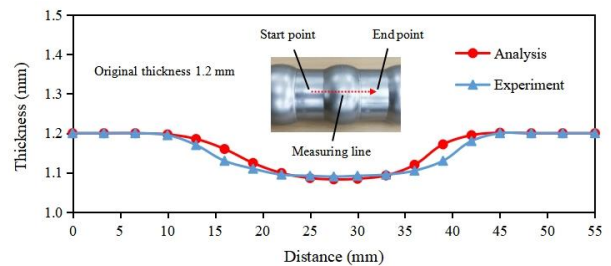 1.5
1.4
1.3
1.2
1.1
1.0
Thickness (mm)
Start point
End point
Original thickness 1.2 mm
Measuring line
Analysis
Experiment
0 5 10 15 20 25 30 35 40 45 50 55
Distance (mm)